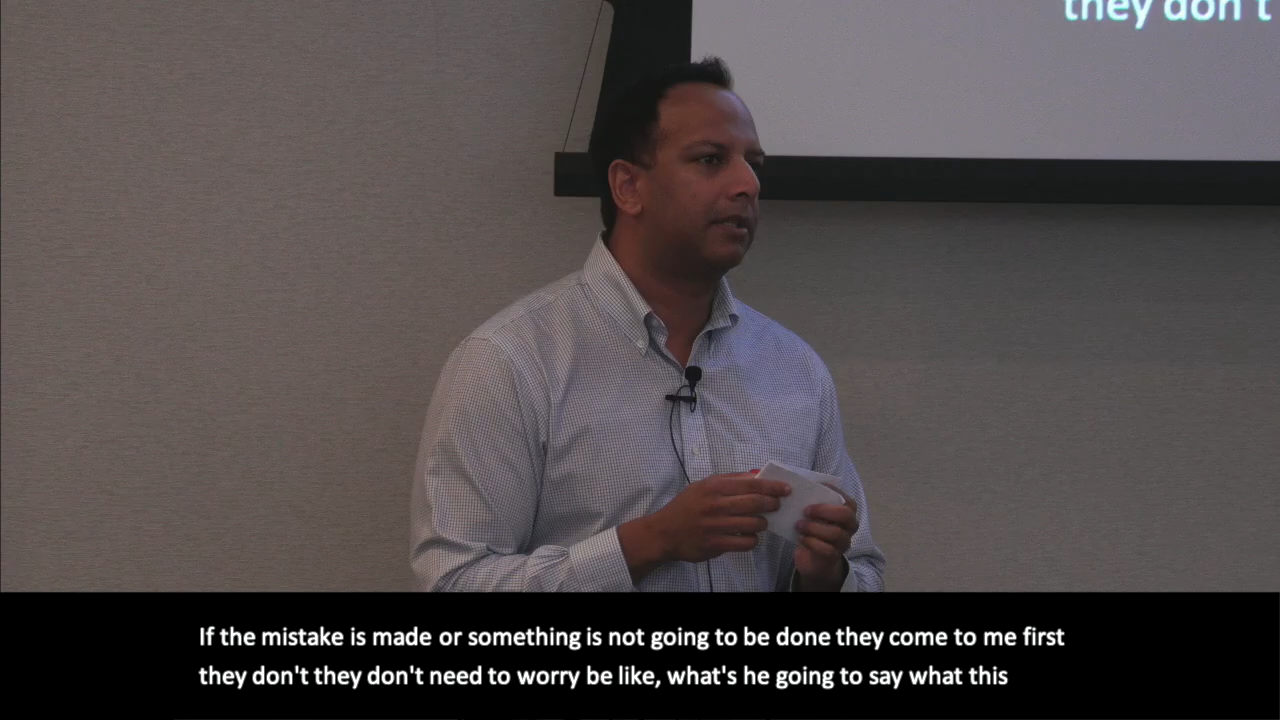 they don't
If the mistake is made or something is not going to be done they come to me first
they don't they don't need to worry be like, what's he going to say what this